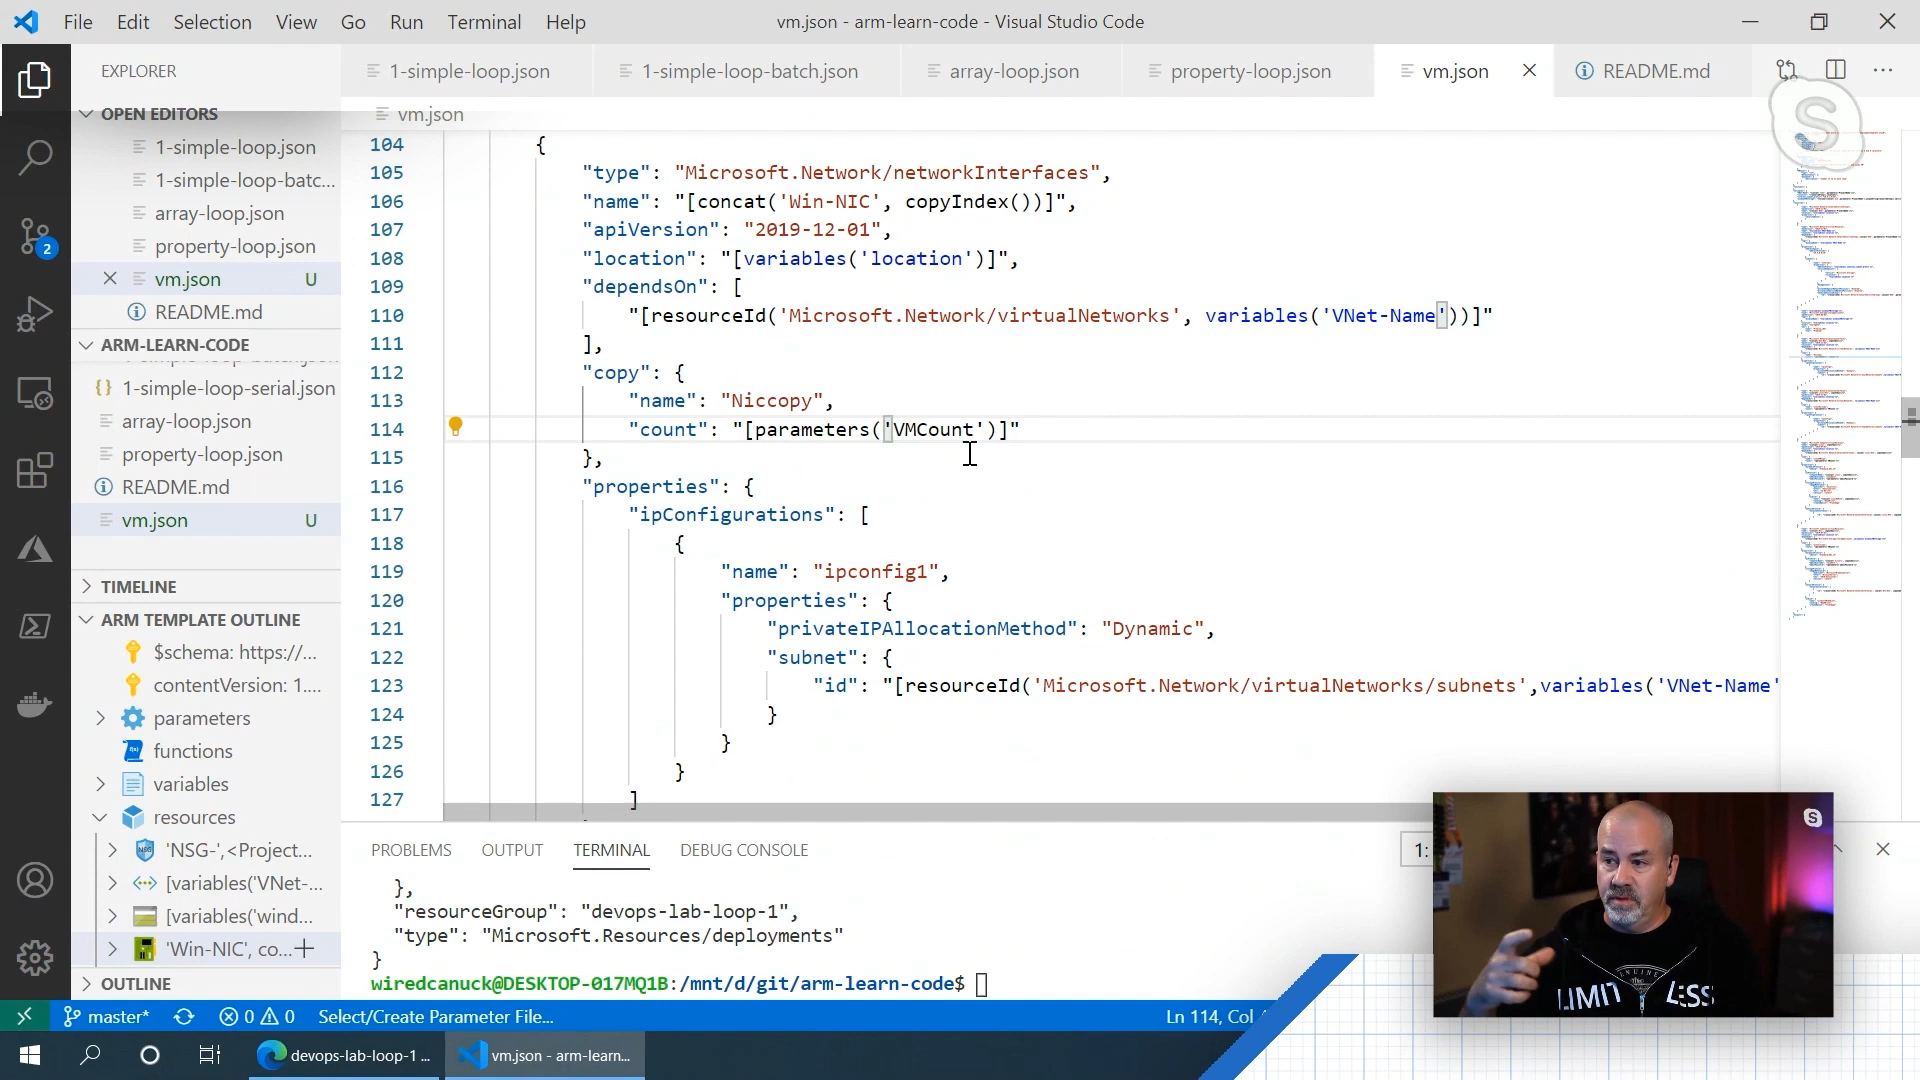 File Edit Selection View Go Run Terminal Help
vm.json - arm-learn-code - Visual Studio Code
EXPLORER
1-simple-loop.json
1-simple-loop-batch.json
array-loop.json
property-loop.json
vm.json
README.md
OPEN EDITORS
1-simple-loop.json
1-simple-loop-batc...
array-loop.json
property-loop.json
vm.json U
README.md
ARM-LEARN-CODE
1-simple-loop-serial.json
array-loop.json
property-loop.json
README.md
vm.json U
TIMELINE
ARM TEMPLATE OUTLINE
$schema: https://...
contentVersion: 1....
parameters
functions
variables
resources
'NSG-',<Project...
[variables('VNet-...
[variables('wind...
'Win-NIC', co...
OUTLINE
2
vm.json
104 {
105 "type": "Microsoft.Network/networkInterfaces",
106 "name": "[concat('Win-NIC', copyIndex())]",
107 "apiVersion": "2019-12-01",
108 "location": "[variables('location')]",
109 "dependsOn": [
110 "[resourceId('Microsoft.Network/virtualNetworks', variables('VNet-Name'))]"
111 ],
112 "copy": {
113 "name": "Niccopy",
114 "count": "[parameters('VMCount')]"
115 },
116 "properties": {
117 "ipConfigurations": [
118 {
119 "name": "ipconfig1",
120 "properties": {
121 "privateIPAllocationMethod": "Dynamic",
122 "subnet": {
123 "id": "[resourceId('Microsoft.Network/virtualNetworks/subnets',variables('VNet-Name'
124 }
125 }
126 }
127 ]
PROBLEMS OUTPUT TERMINAL DEBUG CONSOLE
1:
},
"resourceGroup": "devops-lab-loop-1",
"type": "Microsoft.Resources/deployments"
}
wiredcanuck@DESKTOP-017MQ1B:/mnt/d/git/arm-learn-code$
master* 0 0 Select/Create Parameter File...
Ln 114, Col
devops-lab-loop-1 ...
vm.json - arm-learn...
GENUINE
LIMIT LESS